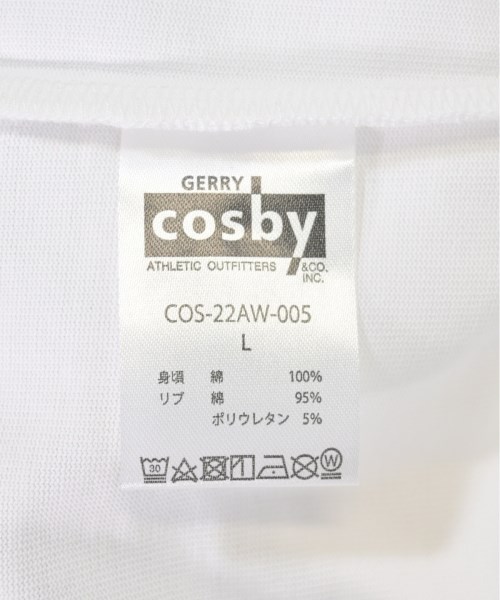 GERRY
cosby
ATHLETIC OUTFITTERS &CO. INC.
COS-22AW-005
L
身頃 綿 100%
リブ 綿 95%
ポリウレタン 5%
30 W